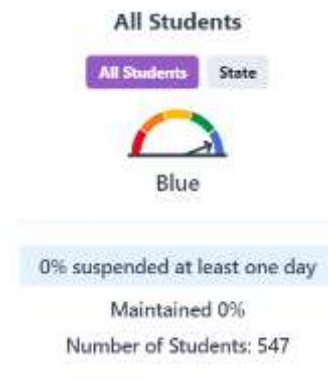 All Students
All Students State
Blue
0% suspended at least one day
Maintained 0%
Number of Students: 547